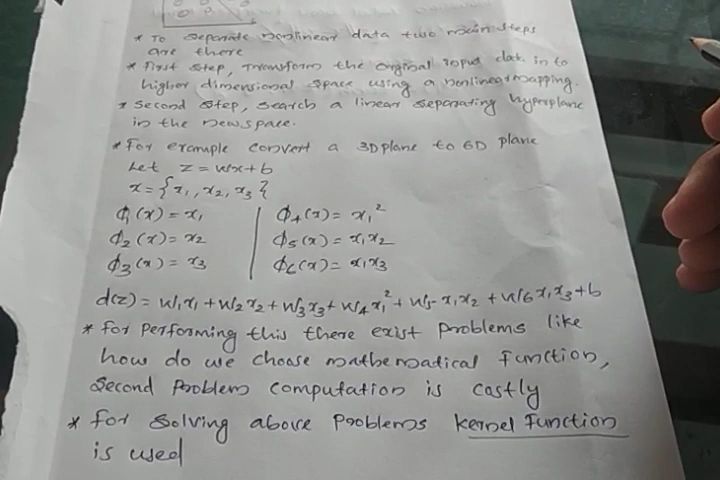 * To separate nonlinear data two main steps
are there
* first step, Transform the original input data in to
higher dimensional space using a nonlinear mapping.
* Second Step, search a linear separating hyperplane
in the new space.
* For example convert a 3D plane to 6D plane
Let z = wx+b
x = {x₁, x₂, x₃}
ϕ₁(x) = x₁ | ϕ₄(x) = x₁²
ϕ₂(x) = x₂ | ϕ₅(x) = x₁x₂
ϕ₃(x) = x₃ | ϕ₆(x) = x₁x₃
d(z) = w₁x₁ + w₂x₂ + w₃x₃ + w₄x₁² + w₅x₁x₂ + w₆x₁x₃ + b
* for performing this there exist problems like
how do we choose mathematical function,
Second Problem computation is costly
* for solving above problems kernel function
is used